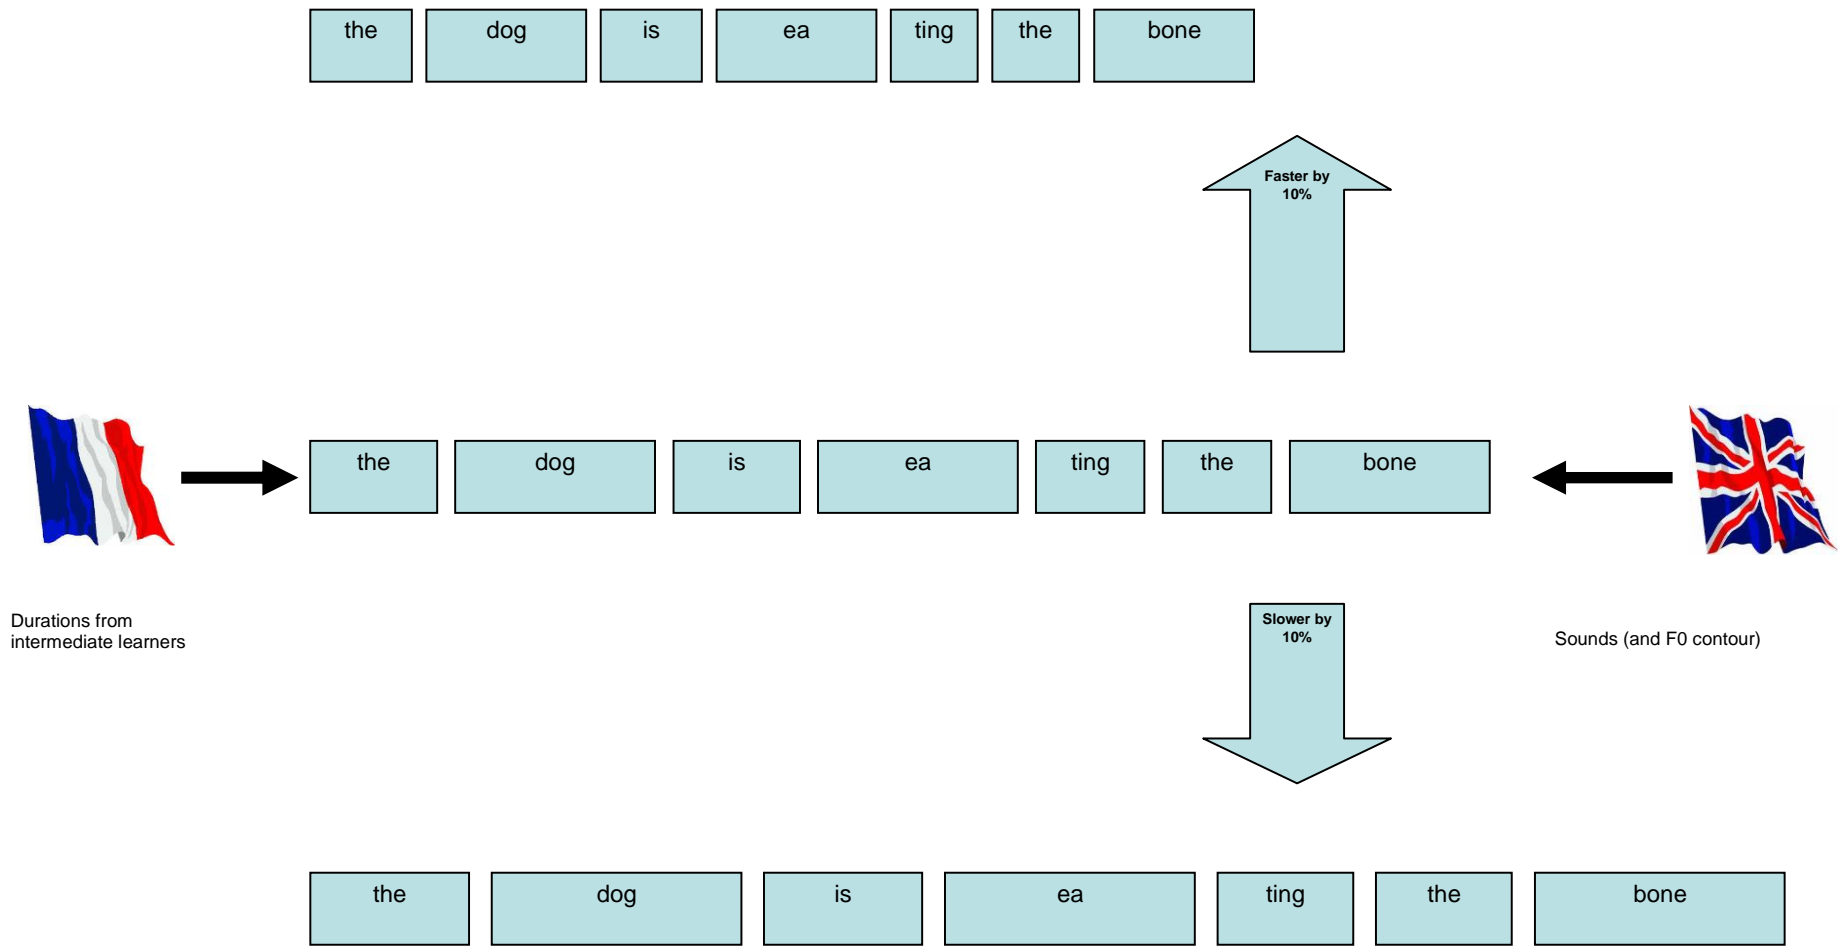 the dog is ea ting the bone
Faster by
10%
the dog is ea ting the bone
Durations from
intermediate learners
Slower by
10%
Sounds (and F0 contour)
the dog is ea ting the bone